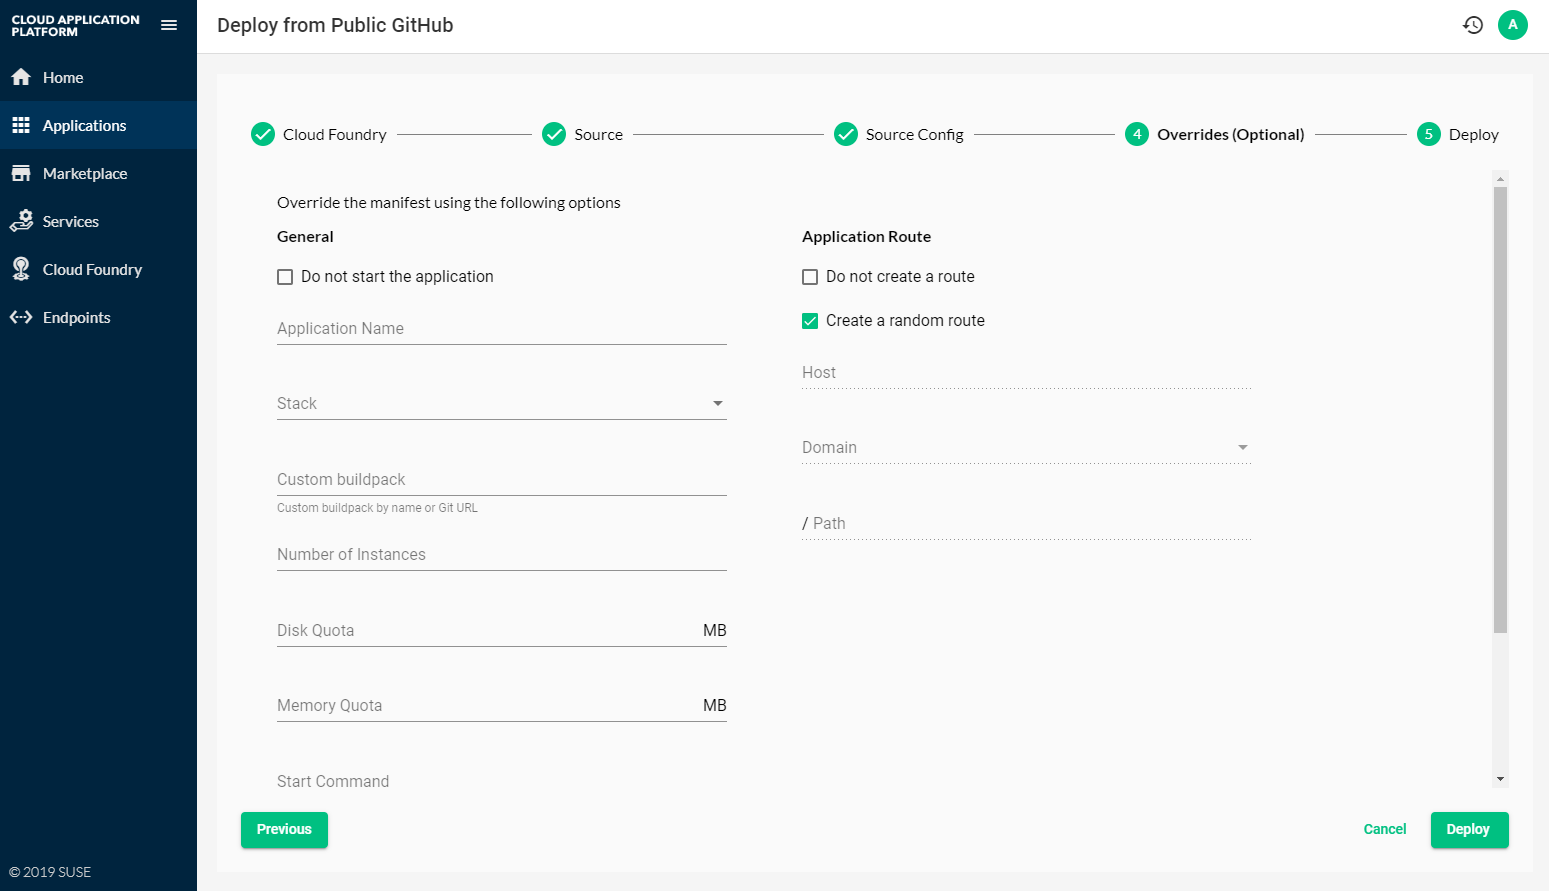 CLOUD APPLICATION
PLATFORM
Deploy from Public GitHub
A
Home
Applications
Marketplace
Services
Cloud Foundry
Endpoints
© 2019 SUSE
Cloud Foundry
Source
Source Config
4 Overrides (Optional)
5 Deploy
Override the manifest using the following options
General
Do not start the application
Application Name
Stack
Custom buildpack
Custom buildpack by name or Git URL
Number of Instances
Disk Quota MB
Memory Quota MB
Start Command
Application Route
Do not create a route
Create a random route
Host
Domain
/ Path
Previous
Cancel
Deploy